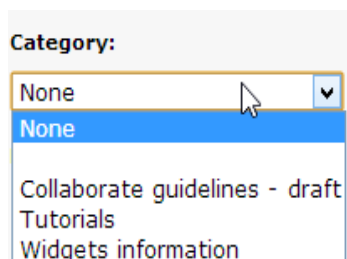 Category:
None
None
Collaborate guidelines - draft
Tutorials
Widgets information